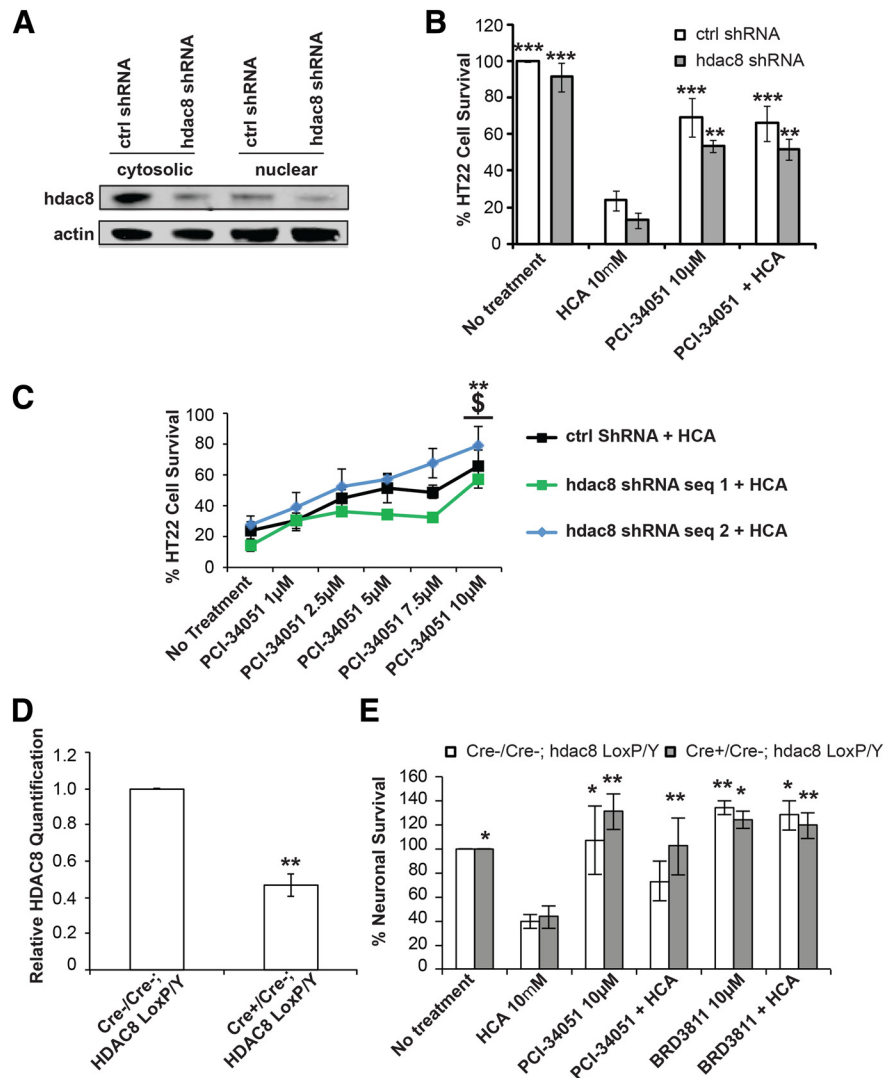 A
ctrl shRNA
hdac8 shRNA
ctrl shRNA
hdac8 shRNA
cytosolic
nuclear
hdac8
actin
B
% HT22 Cell Survival
120
100
80
60
40
20
0
ctrl shRNA
hdac8 shRNA
***
***
***
**
***
**
No treatment
HCA 10mM
PCI-34051 10µM
PCI-34051 + HCA
C
% HT22 Cell Survival
100
80
60
40
20
0
**
$
ctrl ShRNA + HCA
hdac8 shRNA seq 1 + HCA
hdac8 shRNA seq 2 + HCA
No Treatment
PCI-34051 1µM
PCI-34051 2.5µM
PCI-34051 5µM
PCI-34051 7.5µM
PCI-34051 10µM
D
Relative HDAC8 Quantification
1.2
1.0
0.8
0.6
0.4
0.2
0
**
Cre-/Cre-;
HDAC8 LoxP/Y
Cre+/Cre-;
HDAC8 LoxP/Y
E
Cre-/Cre-; hdac8 LoxP/Y
Cre+/Cre-; hdac8 LoxP/Y
% Neuronal Survival
160
140
120
100
80
60
40
20
0
*
*
**
**
**
*
*
**
No treatment
HCA 10mM
PCI-34051 10µM
PCI-34051 + HCA
BRD3811 10µM
BRD3811 + HCA